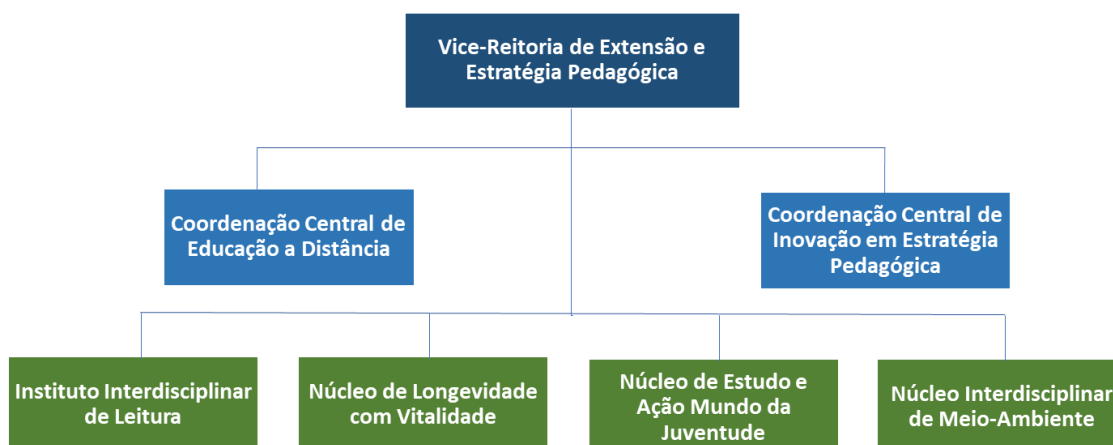 Vice-Reitoria de Extensão e
Estratégia Pedagógica
Coordenação Central de
Educação a Distância
Coordenação Central de
Inovação em Estratégia
Pedagógica
Instituto Interdisciplinar
de Leitura
Núcleo de Longevidade
com Vitalidade
Núcleo de Estudo e
Ação Mundo da
Juventude
Núcleo Interdisciplinar
de Meio-Ambiente